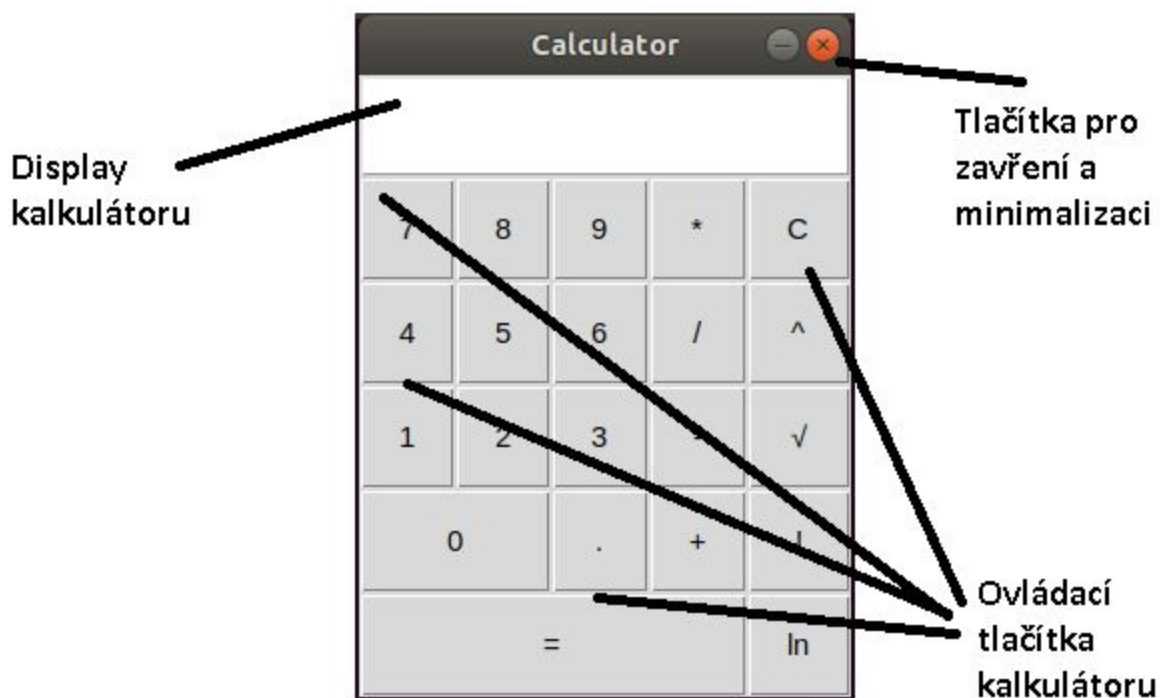 Calculator
Display
kalkulátoru
Tlačítka pro
zavření a
minimalizaci
7 8 9 * C
4 5 6 / ^
1 2 3 √
0 . +
= ln
Ovládací
tlačítka
kalkulátoru